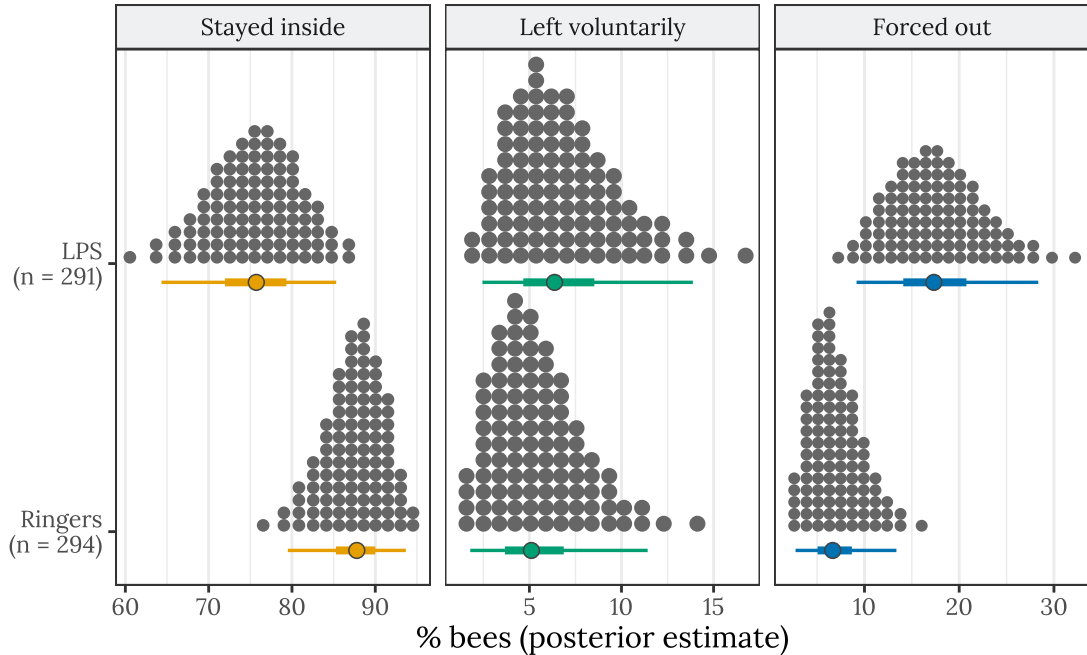 Stayed inside
Left voluntarily
Forced out
LPS
(n = 291)
Ringers
(n = 294)
60 70 80 90
5 10 15
10 20 30
% bees (posterior estimate)